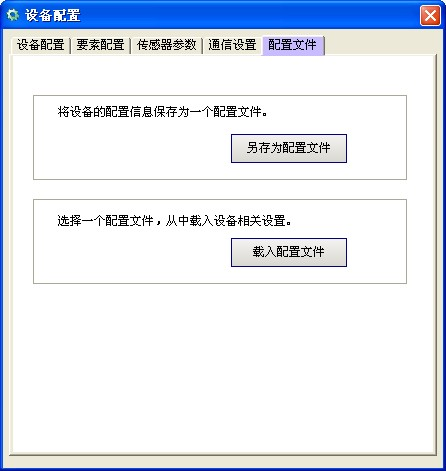 设备配置
设备配置 要素配置 传感器参数 通信设置 配置文件
将设备的配置信息保存为一个配置文件。
另存为配置文件
选择一个配置文件，从中载入设备相关设置。
载入配置文件